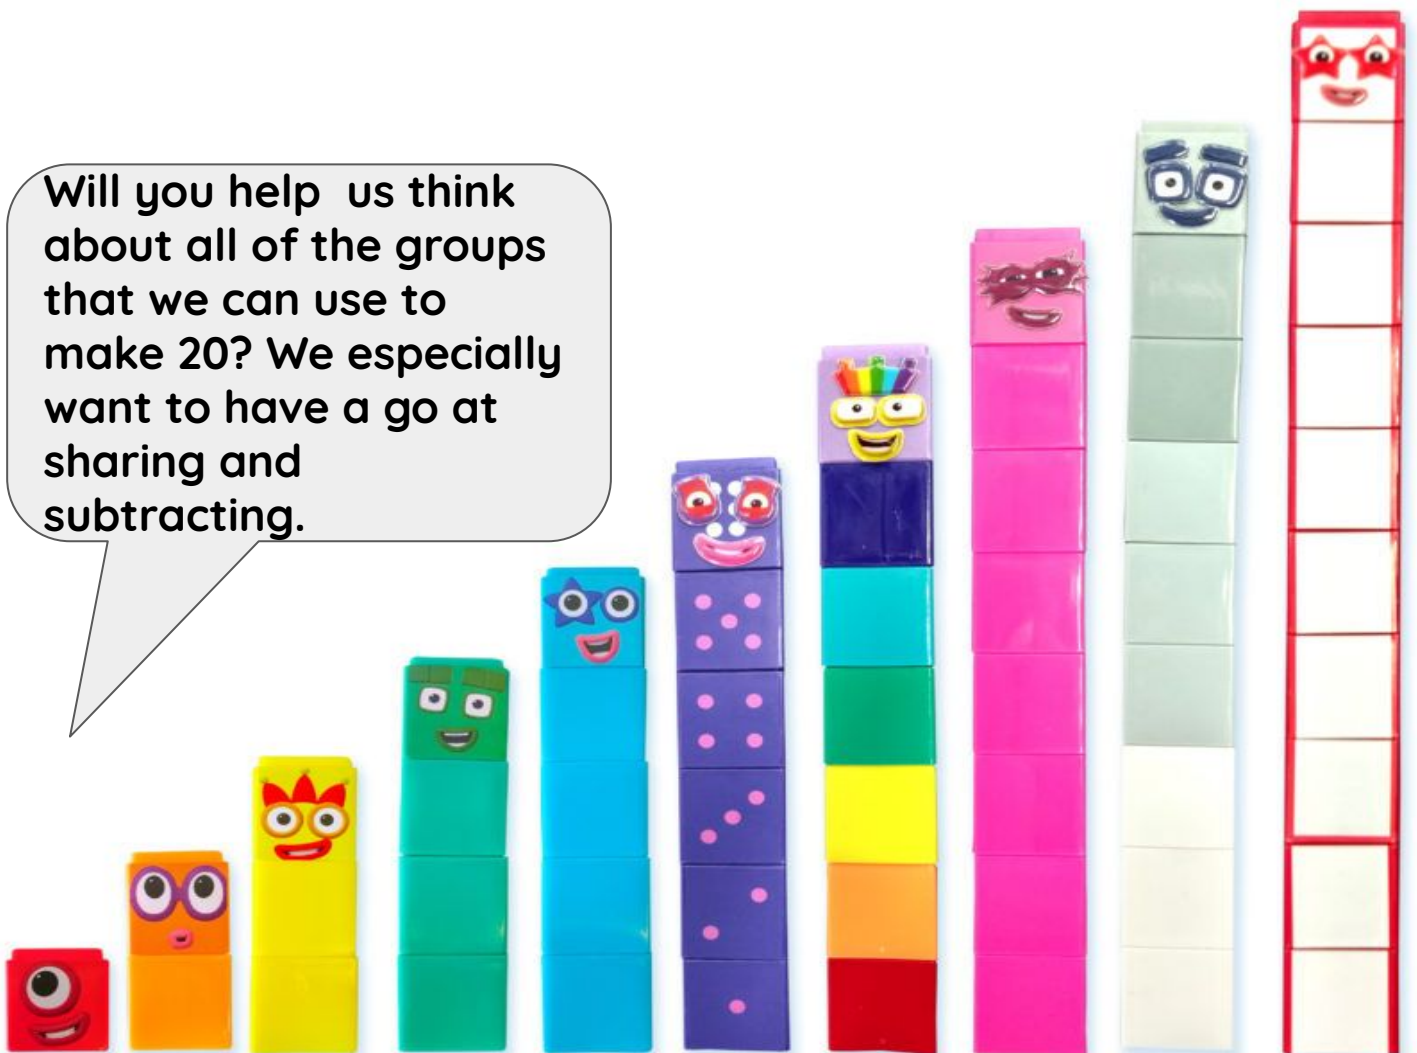 Will you help  us think
about all of the groups
that we can use to
make 20? We especially
want to have a go at
sharing and
subtracting.